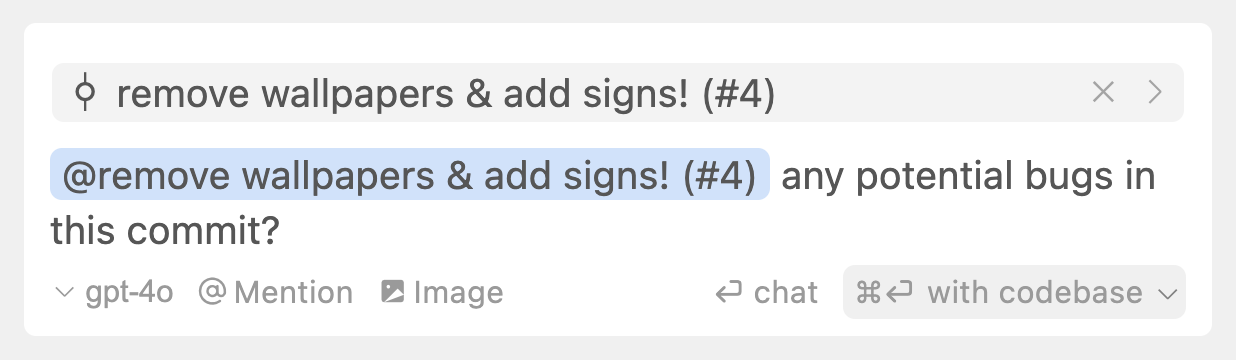 remove wallpapers & add signs! (#4)
@remove wallpapers & add signs! (#4) any potential bugs in
this commit?
gpt-4o @ Mention Image chat ⌘↩ with codebase